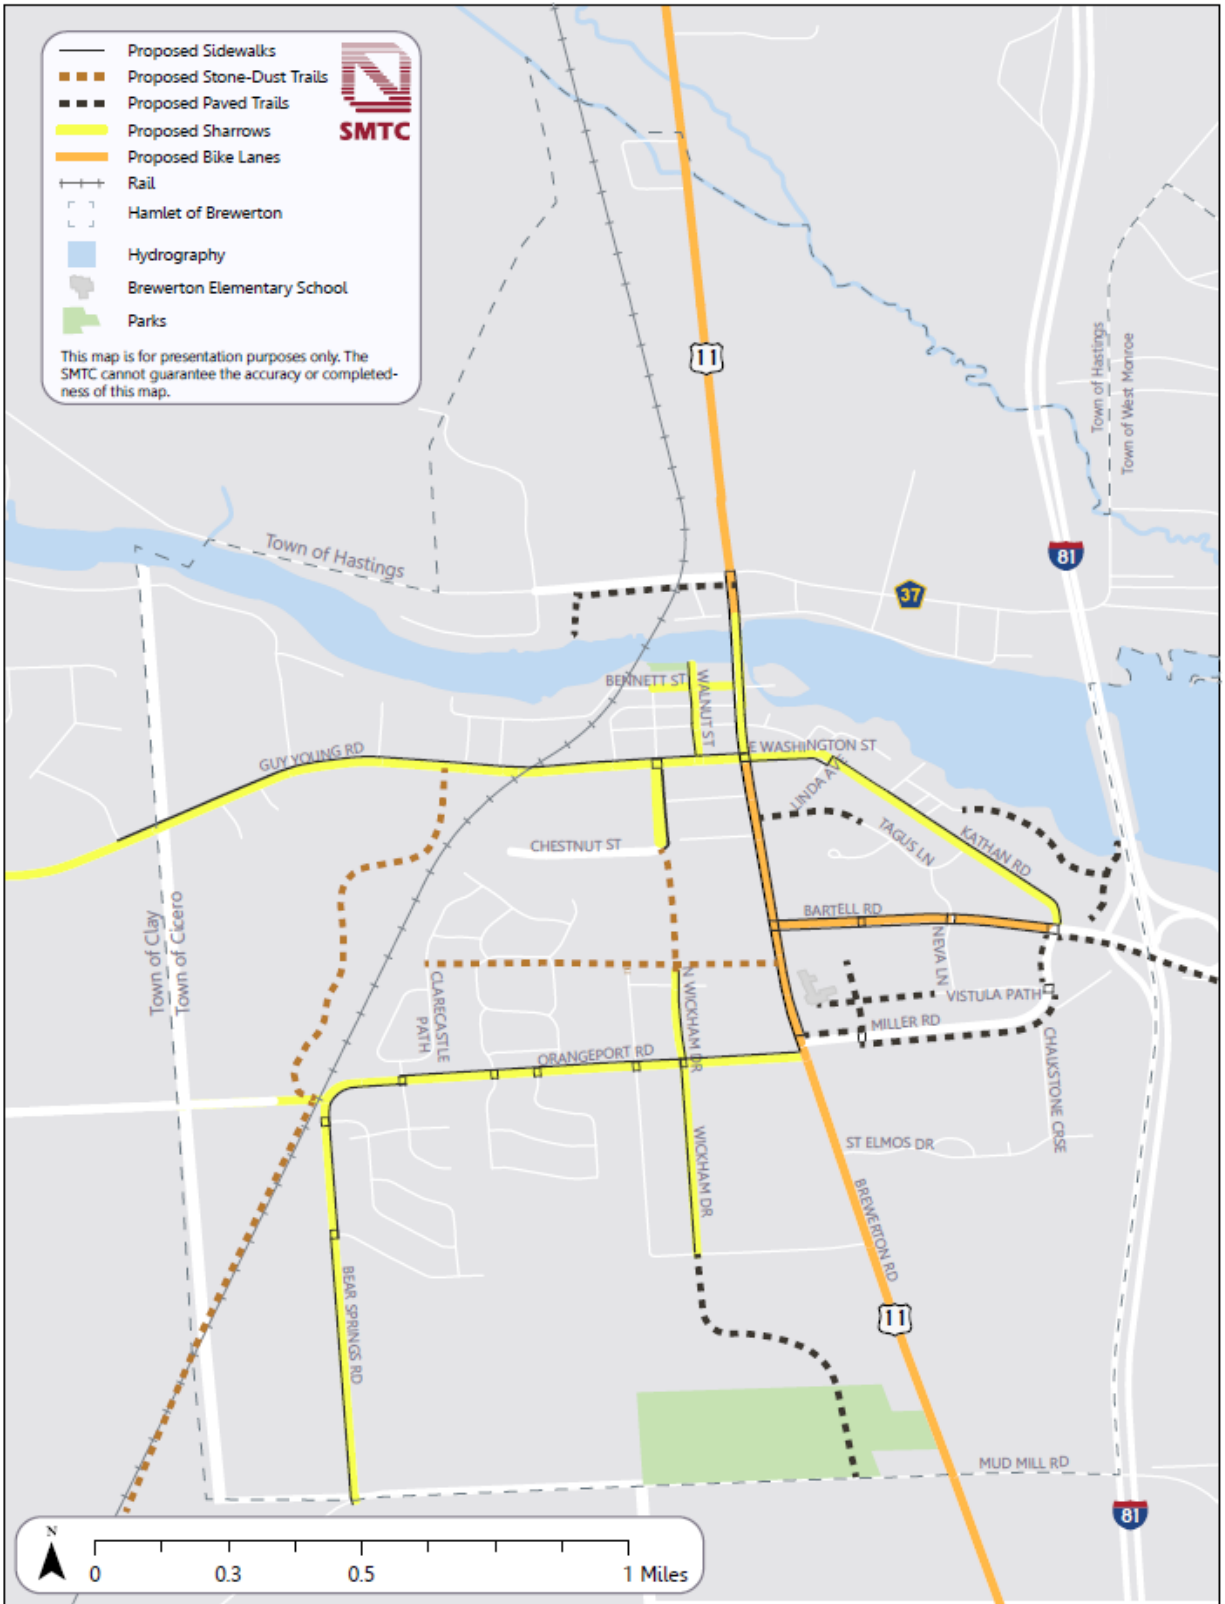 Proposed Sidewalks
Proposed Stone-Dust Trails
Proposed Paved Trails
Proposed Sharrows
Proposed Bike Lanes
Rail
Hamlet of Brewerton
Hydrography
Brewerton Elementary School
Parks
SMTC
This map is for presentation purposes only. The
SMTC cannot guarantee the accuracy or completed-
ness of this map.
11
Town of Hastings
Town of West Monroe
81
Town of Hastings
37
BENNETT ST
WALNUT ST
GUY YOUNG RD
E WASHINGTON ST
LINDA AVE
TAGUS LN
KATHAN RD
CHESTNUT ST
BARTELL RD
Town of Clay
Town of Cicero
NEVA LN
CLARECASTLE
PATH
N WICKHAM DR
VISTULA PATH
MILLER RD
ORANGEPORT RD
CHALKSTONE CRSE
ST ELMOS DR
WICKHAM DR
BREWERTON RD
BEAR SPRINGS RD
11
MUD MILL RD
81
N
0
0.3
0.5
1 Miles